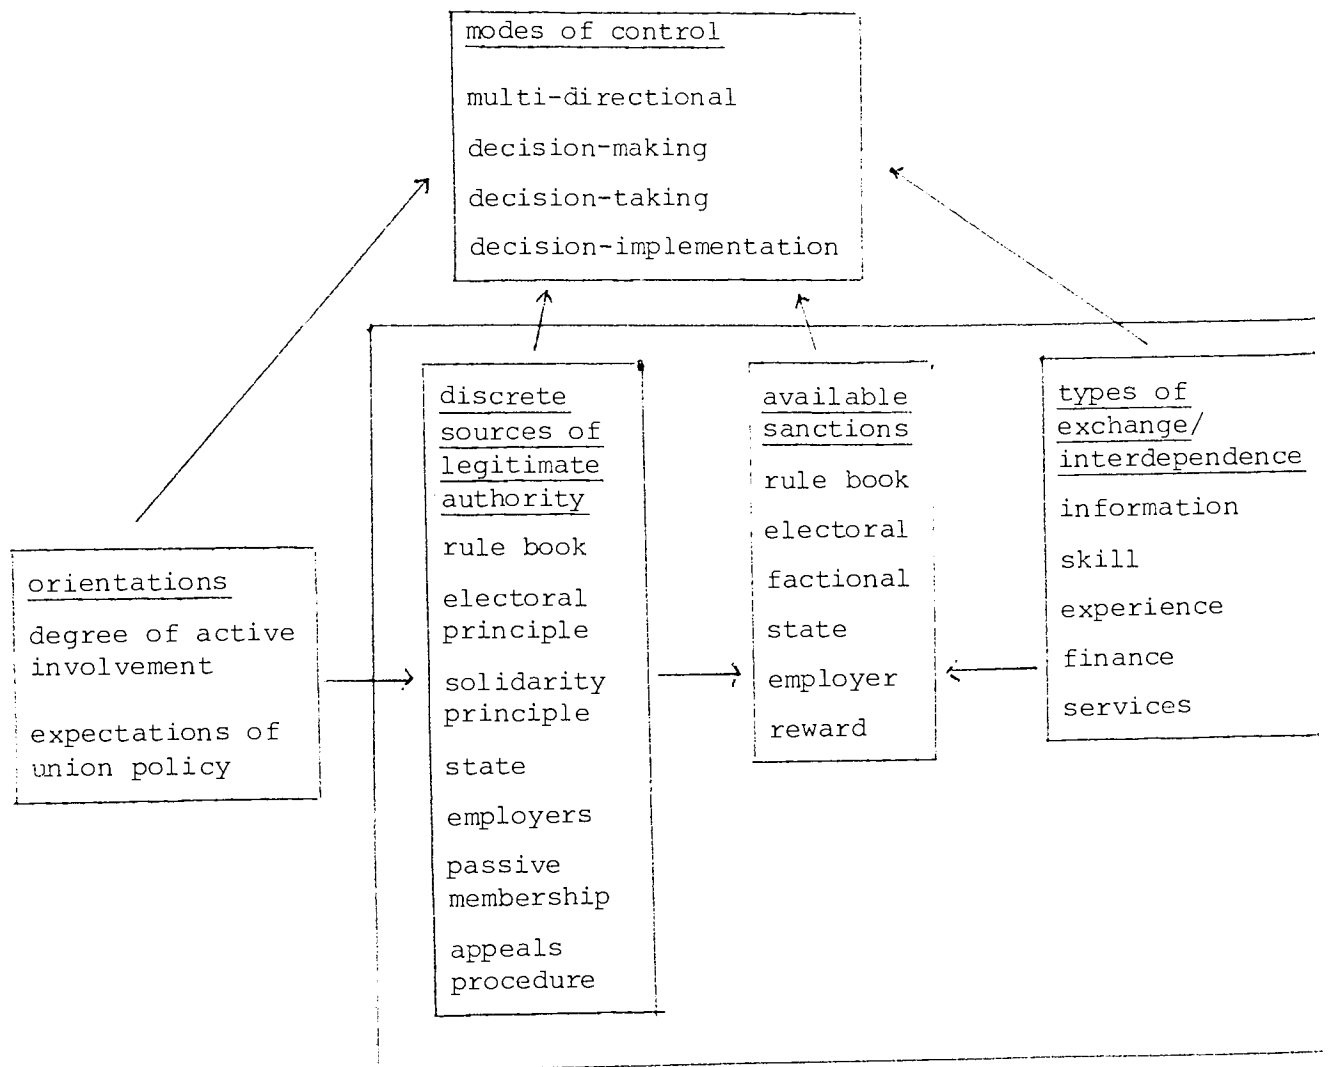 modes of control
multi-directional
decision-making
decision-taking
decision-implementation
orientations
degree of active
involvement
expectations of
union policy
discrete
sources of
legitimate
authority
rule book
electoral
principle
solidarity
principle
state
employers
passive
membership
appeals
procedure
available
sanctions
rule book
electoral
factional
state
employer
reward
types of
exchange/
interdependence
information
skill
experience
finance
services